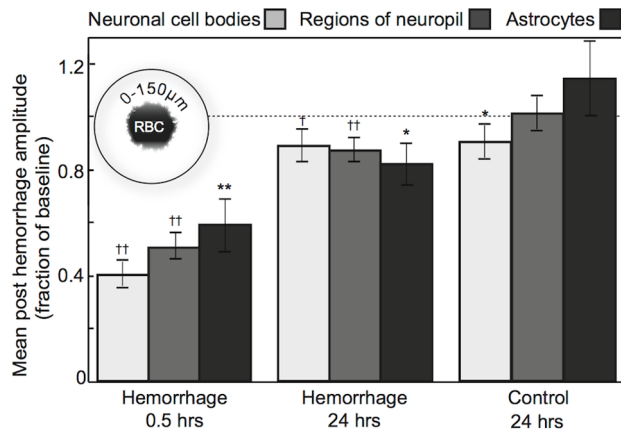 Neuronal cell bodies Regions of neuropil Astrocytes
Mean post hemorrhage amplitude
(fraction of baseline)
1.2
0.8
0.4
0
0-150µm
RBC
††
††
**
†
††
*
*
Hemorrhage
0.5 hrs
Hemorrhage
24 hrs
Control
24 hrs